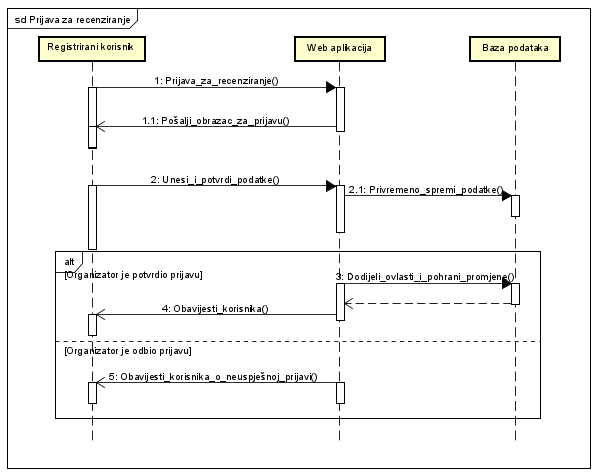 sd Prijava za recenziranje
Registrirani korisnik
Web aplikacija
Baza podataka
1: Prijava_za_recenziranje()
1.1: Pošalji_obrazac_za_prijavu()
2: Unesi_i_potvrdi_podatke()
2.1: Privremeno_spremi_podatke()
alt
[Organizator je potvrdio prijavu]
3: Dodijeli_ovlasti_i_pohrani_promjene()
4: Obavijesti_korisnika()
[Organizator je odbio prijavu]
5: Obavijesti_korisnika_o_neuspješnoj_prijavi()